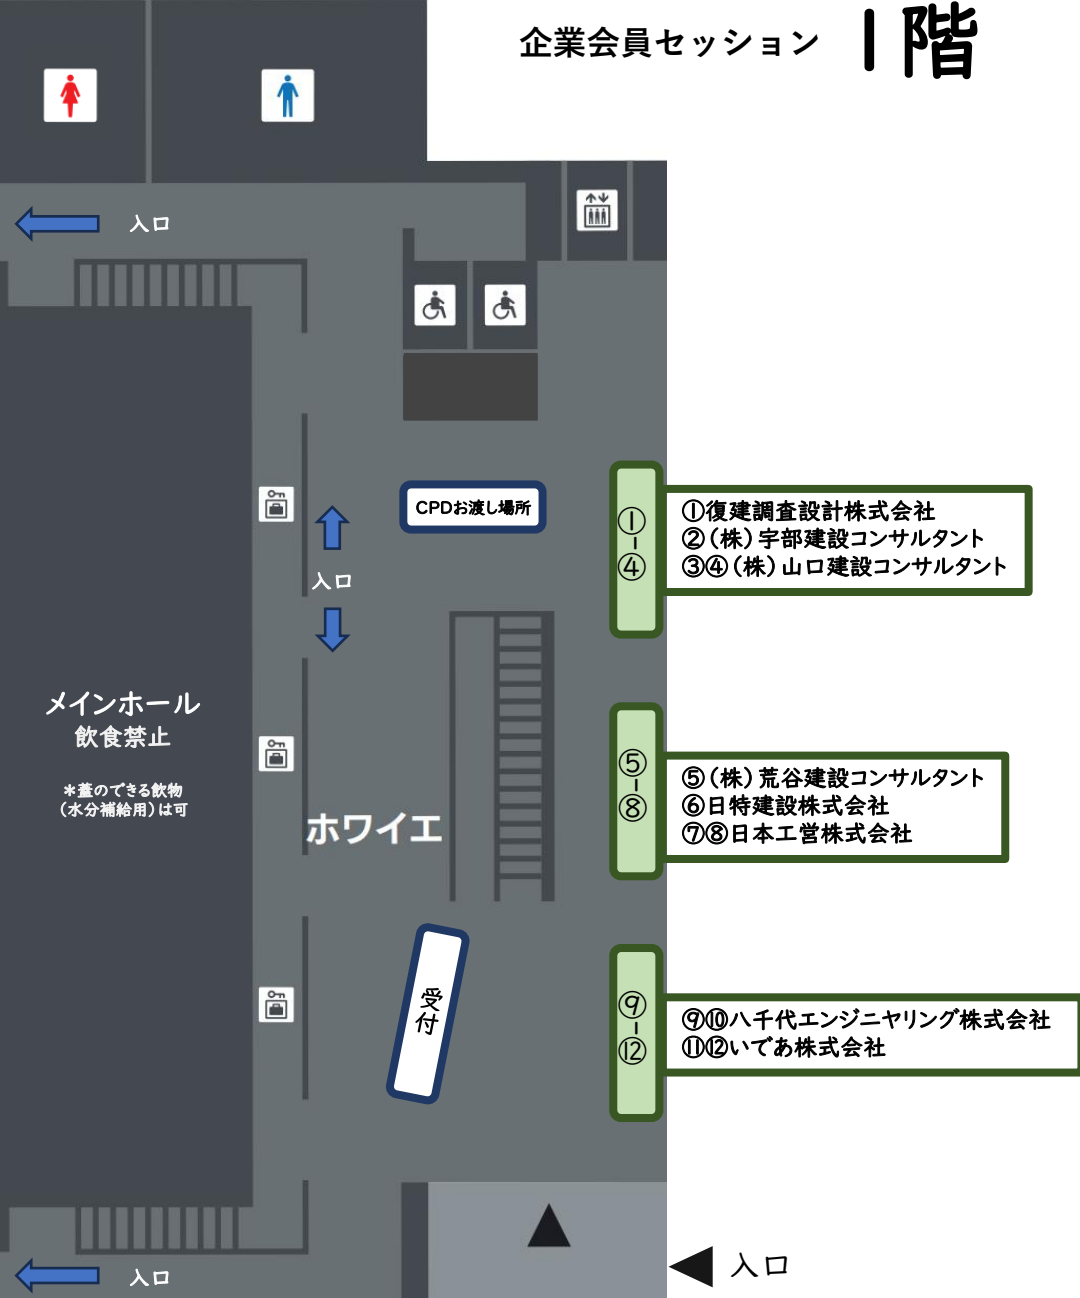 企業会員セッション 1階
入口
CPDお渡し場所
①-④
①復建調査設計株式会社
②(株)宇部建設コンサルタント
③④(株)山口建設コンサルタント
入口
メインホール
飲食禁止
*蓋のできる飲物
(水分補給用)は可
⑤-⑧
⑤(株)荒谷建設コンサルタント
⑥日特建設株式会社
⑦⑧日本工営株式会社
ホワイエ
受付
⑨-⑫
⑨⑩八千代エンジニヤリング株式会社
⑪⑫いであ株式会社
入口
入口